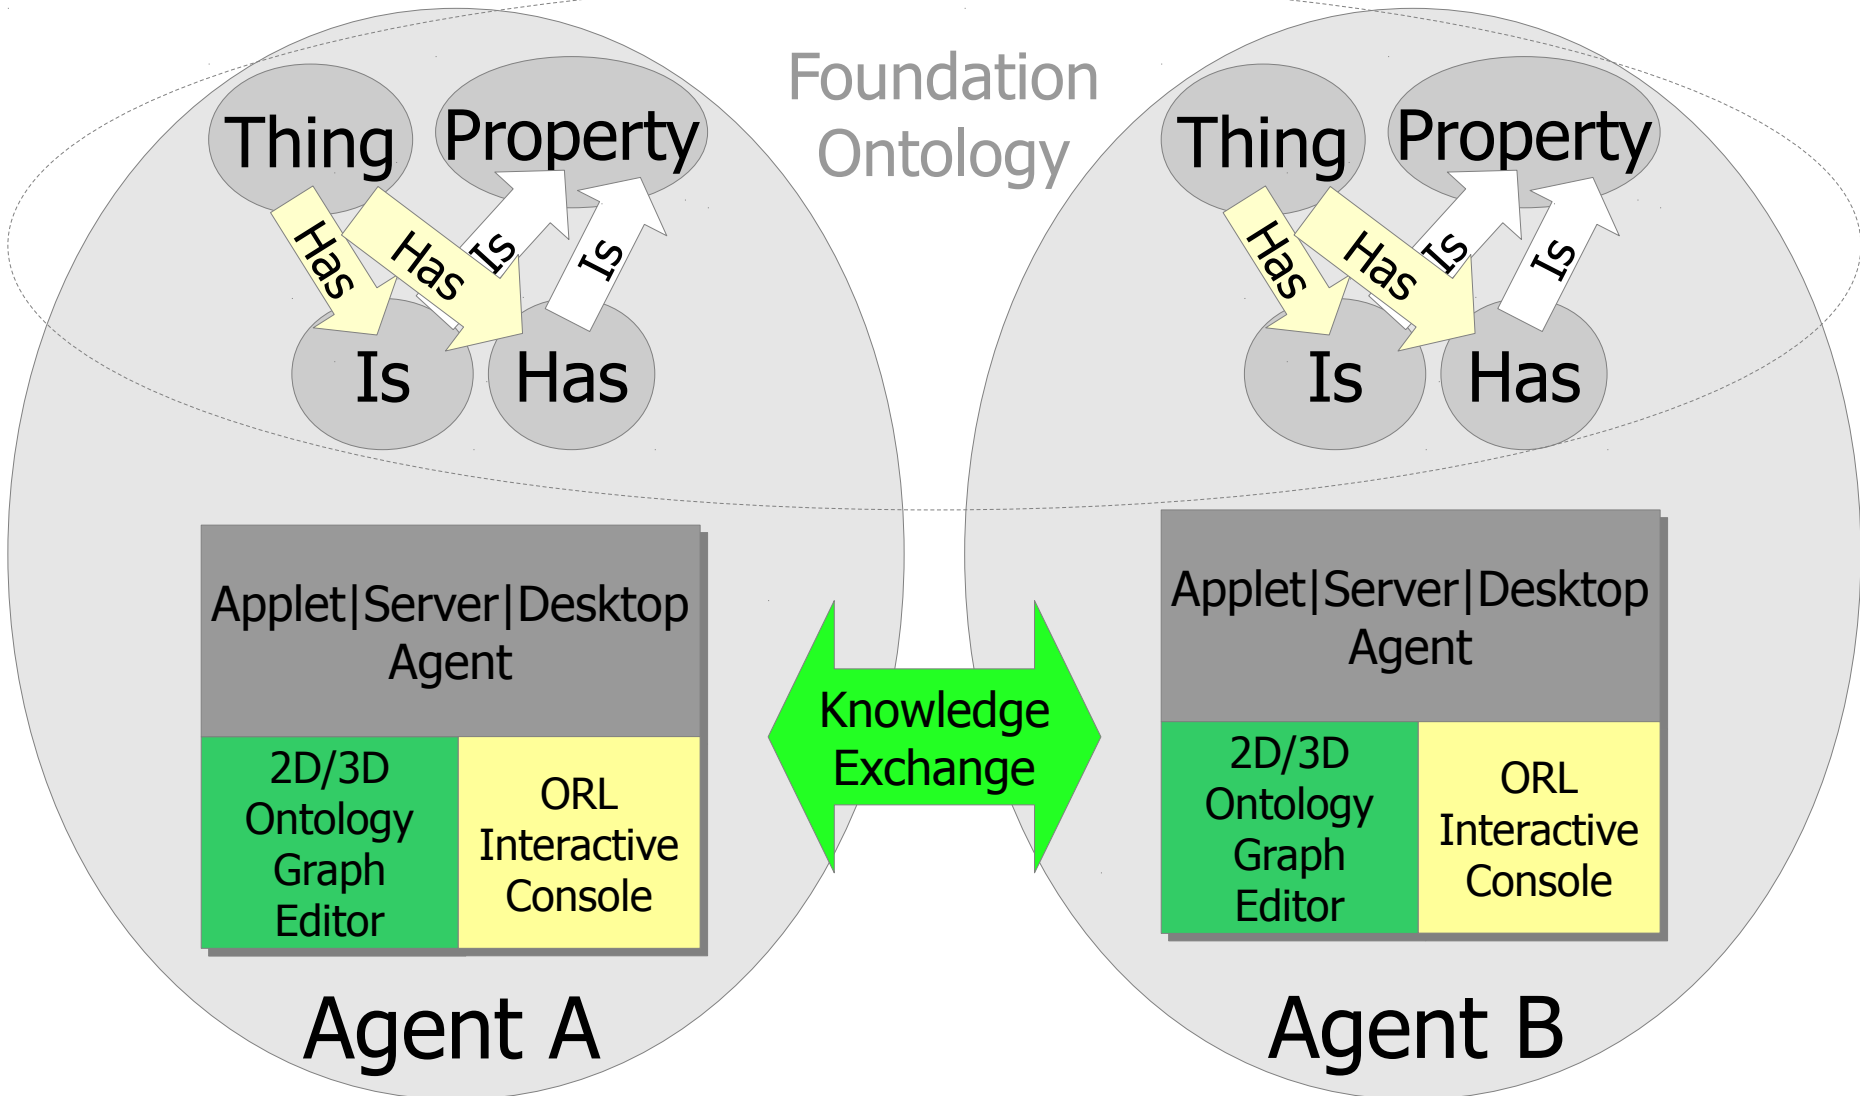 Foundation
Ontology
Thing
Property
Has
Has
Is
Is
Is
Has
Applet|Server|Desktop
Agent
2D/3D
Ontology
Graph
Editor
ORL
Interactive
Console
Agent A
Knowledge
Exchange
Thing
Property
Has
Has
Is
Is
Is
Has
Applet|Server|Desktop
Agent
2D/3D
Ontology
Graph
Editor
ORL
Interactive
Console
Agent B